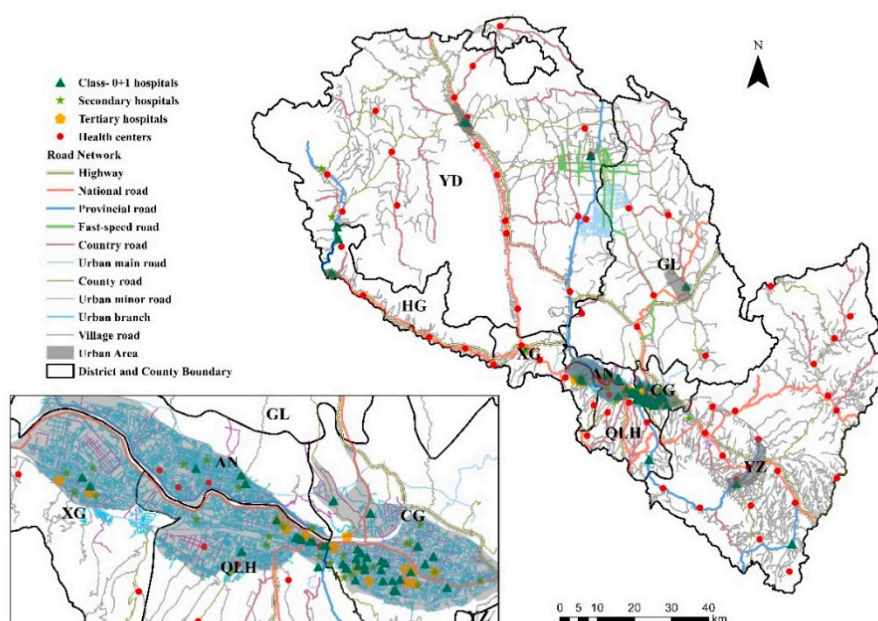 N
Class- 0+1 hospitals
Secondary hospitals
Tertiary hospitals
Health centers
Road Network
Highway
National road
Provincial road
Fast-speed road
Country road
Urban main road
County road
Urban minor road
Urban branch
Village road
Urban Area
District and County Boundary
YD
GL
HG
XG
AN
CG
QLH
YZ
GL
AN
XG
CG
QLH
0 5 10 20 30 40
km